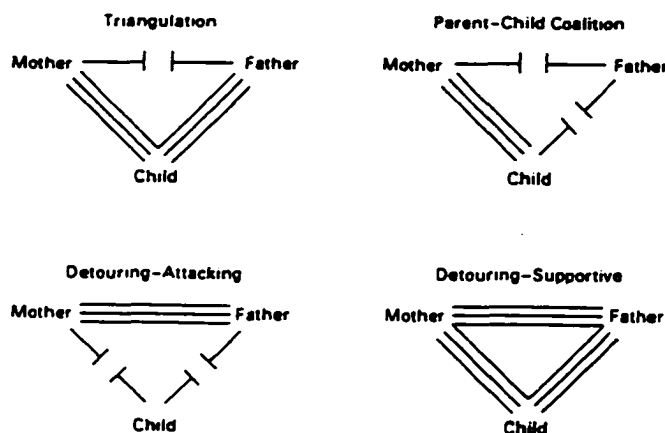 Triangulation
Mother Father
Child
Parent-Child Coalition
Mother Father
Child
Detouring-Attacking
Mother Father
Child
Detouring-Supportive
Mother Father
Child